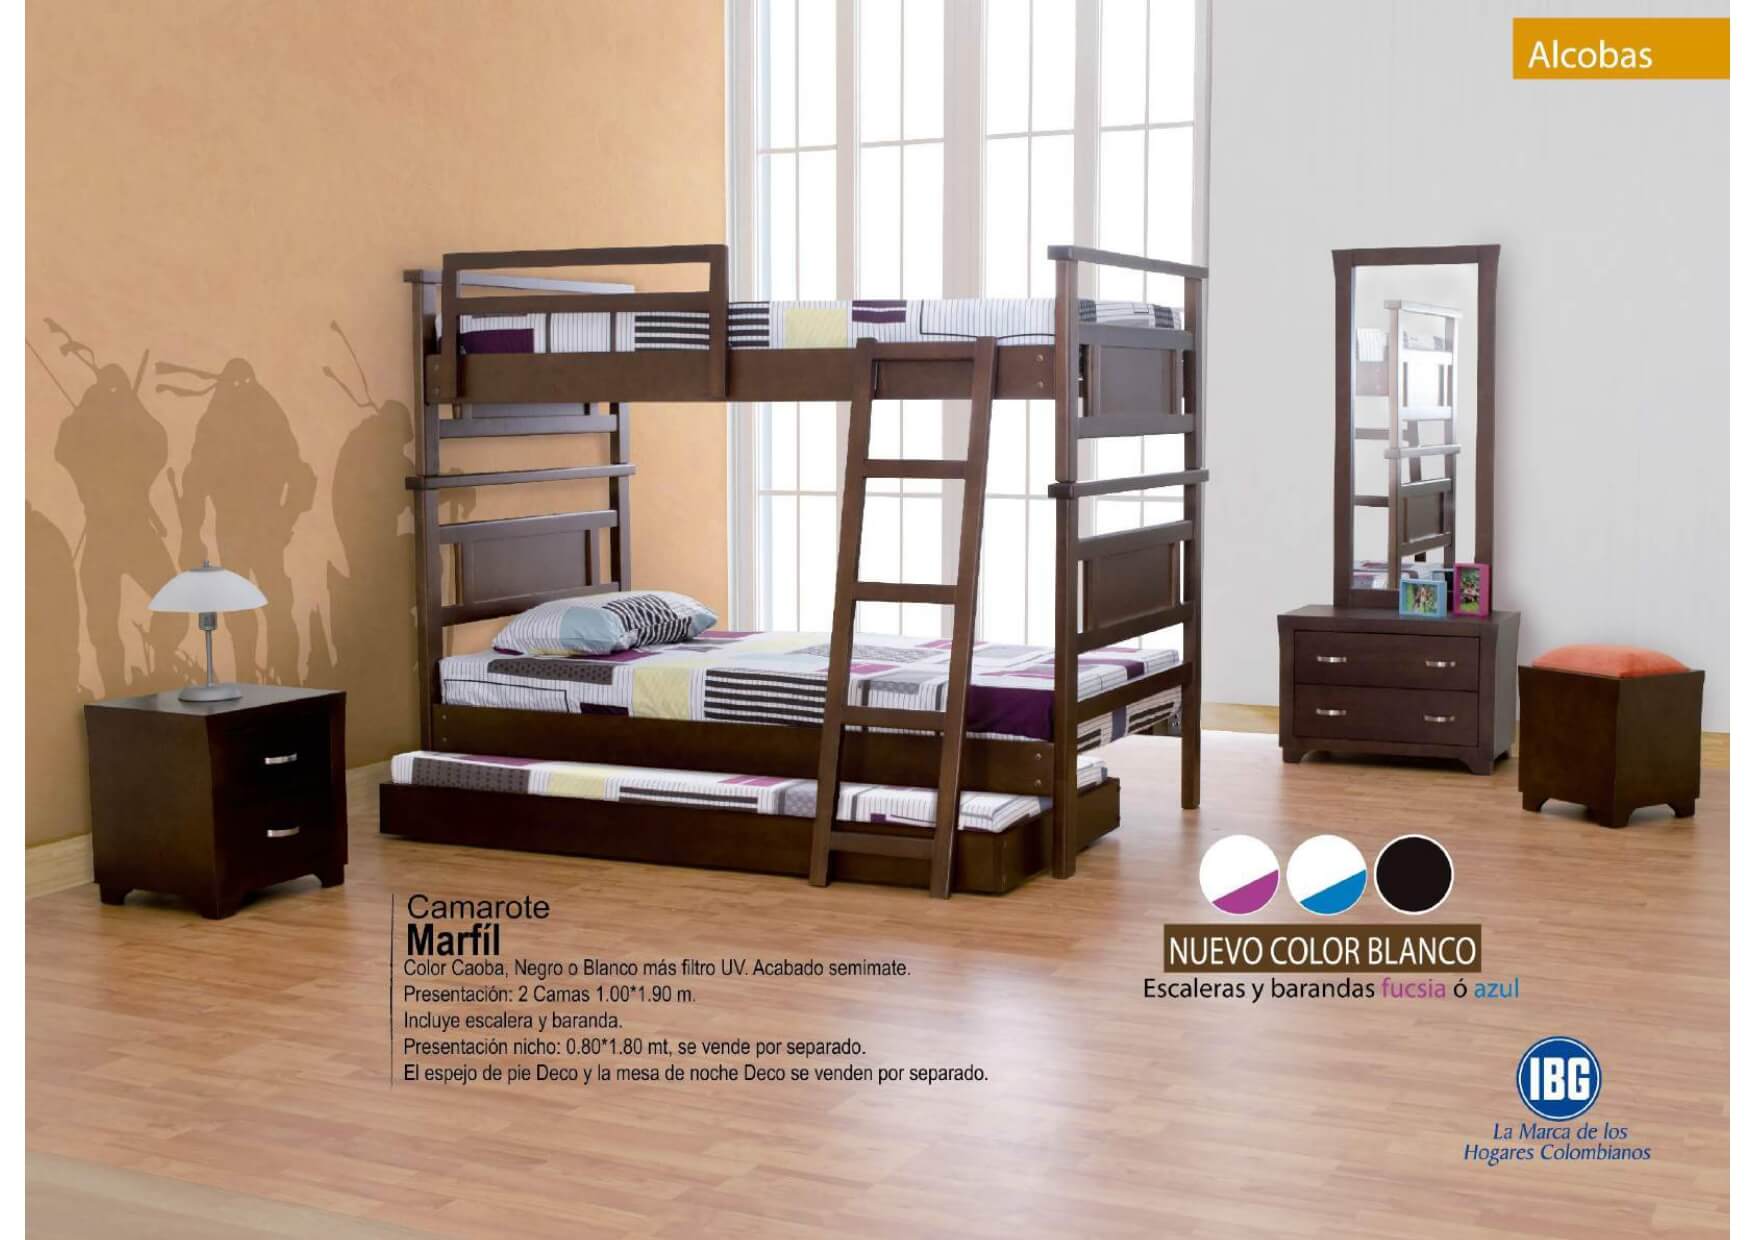 Alcobas
Camarote
Marfíl
Color Caoba, Negro o Blanco más filtro UV. Acabado semimate.
Presentación: 2 Camas 1.00*1.90 m.
Incluye escalera y baranda.
Presentación nicho: 0.80*1.80 mt, se vende por separado.
El espejo de pie Deco y la mesa de noche Deco se venden por separado.
NUEVO COLOR BLANCO
Escaleras y barandas fucsia ó azul
IBG
La Marca de los
Hogares Colombianos